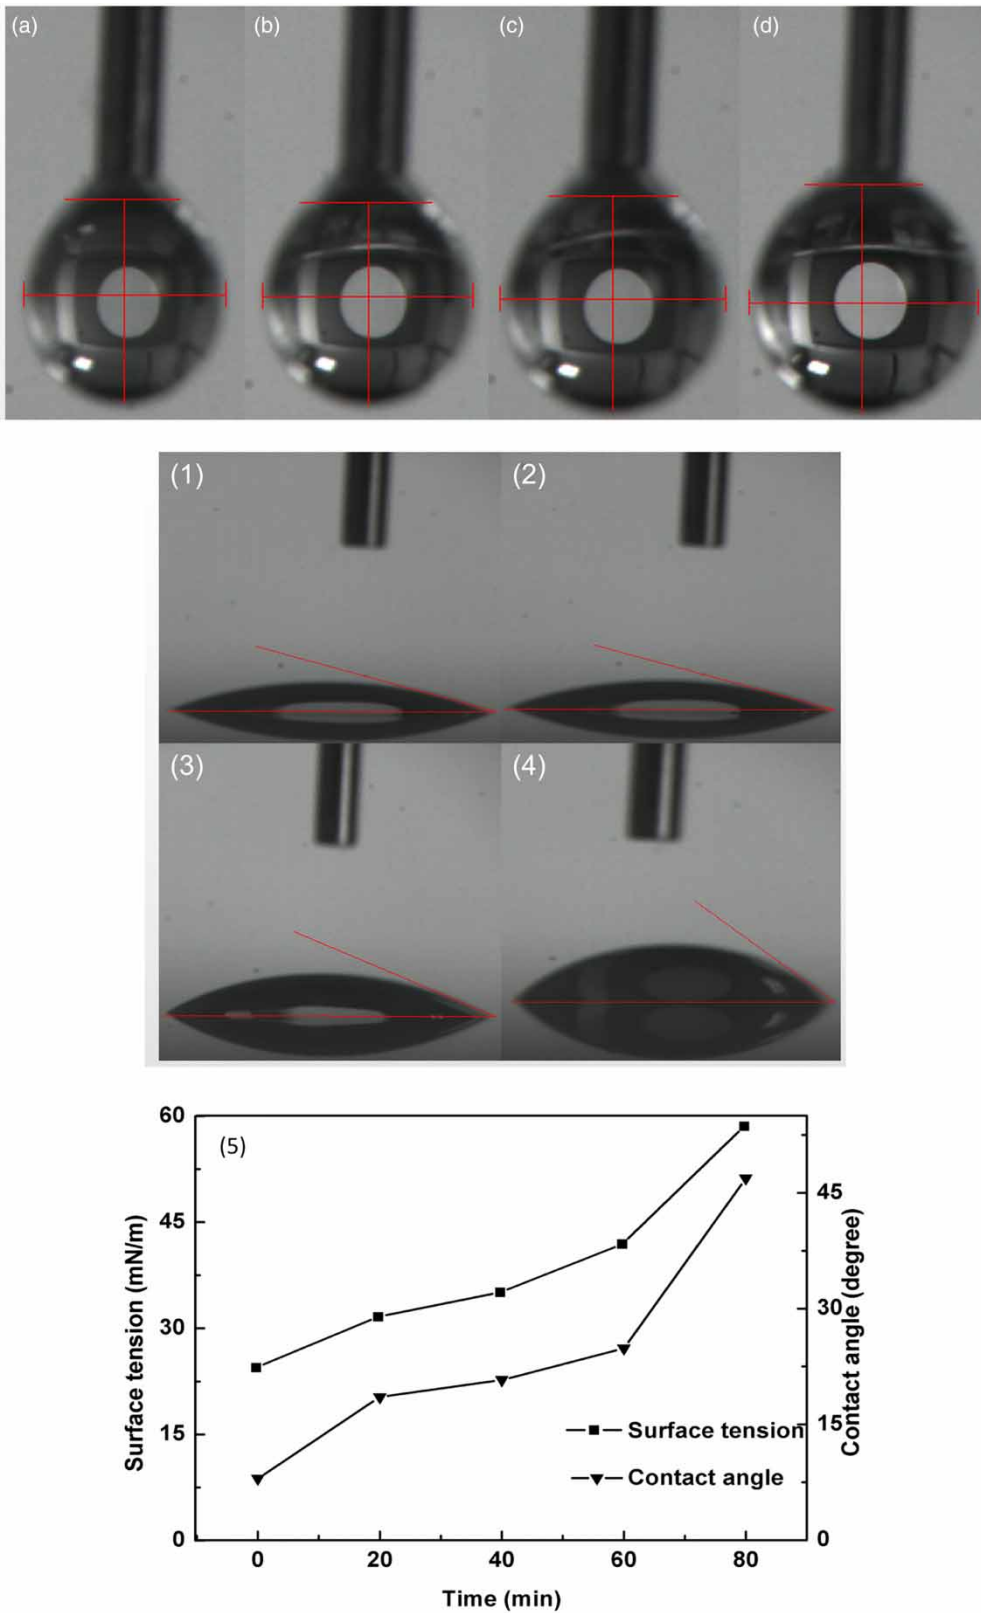 (a)
(b)
(c)
(d)
(1)
(2)
(3)
(4)
(5)
60
45
30
15
0
Surface tension (mN/m)
45
30
15
0
Contact angle (degree)
Surface tension
Contact angle
0
20
40
60
80
Time (min)